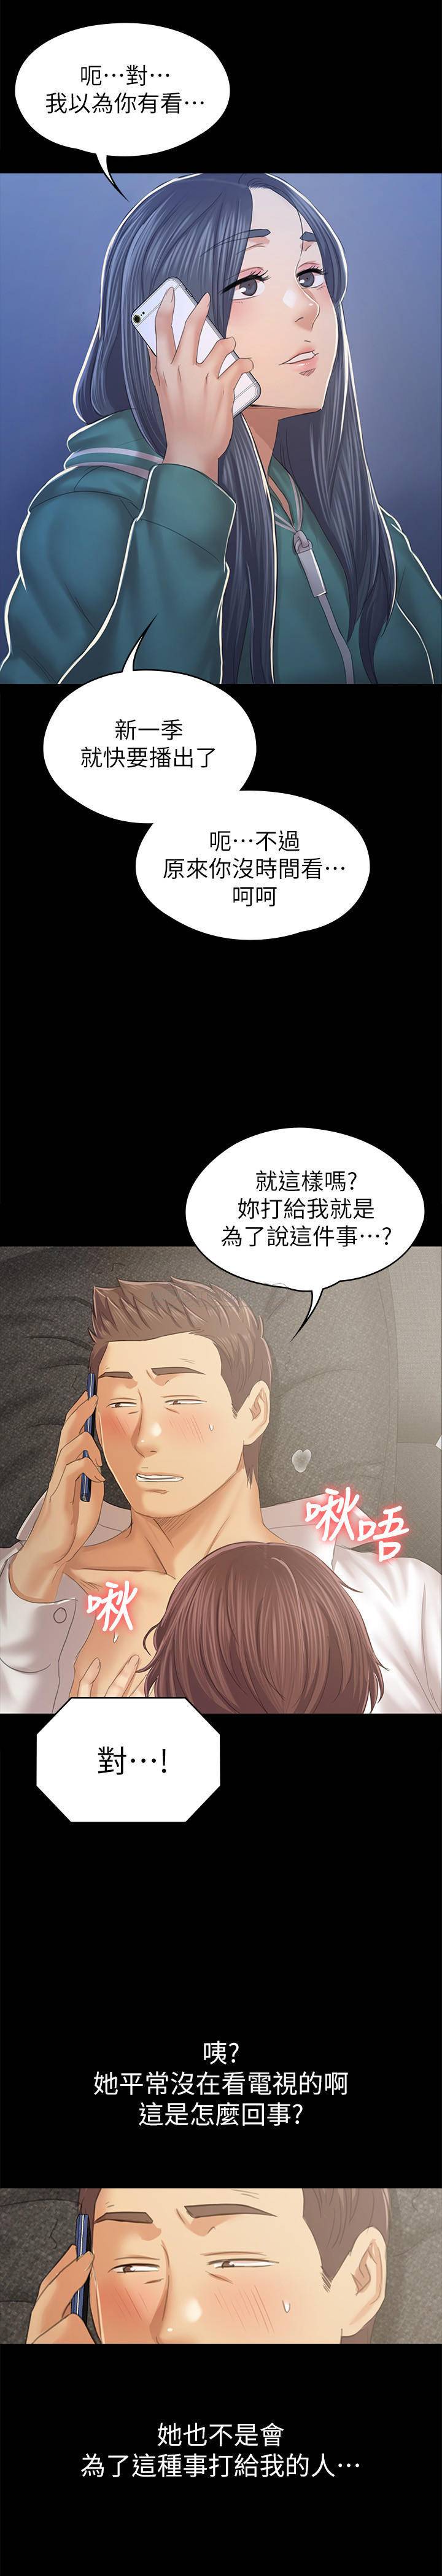 呃⋯對⋯
我以為你有看⋯
新一季
就快要播出了
呃⋯不過
原來你沒時間看⋯
呵呵
就這樣嗎?
妳打給我就是
為了說這件事⋯?
啾
唔
啾
對⋯!
咦?
她平常沒在看電視的啊
這是怎麼回事?
她也不是會
為了這種事打給我的人⋯